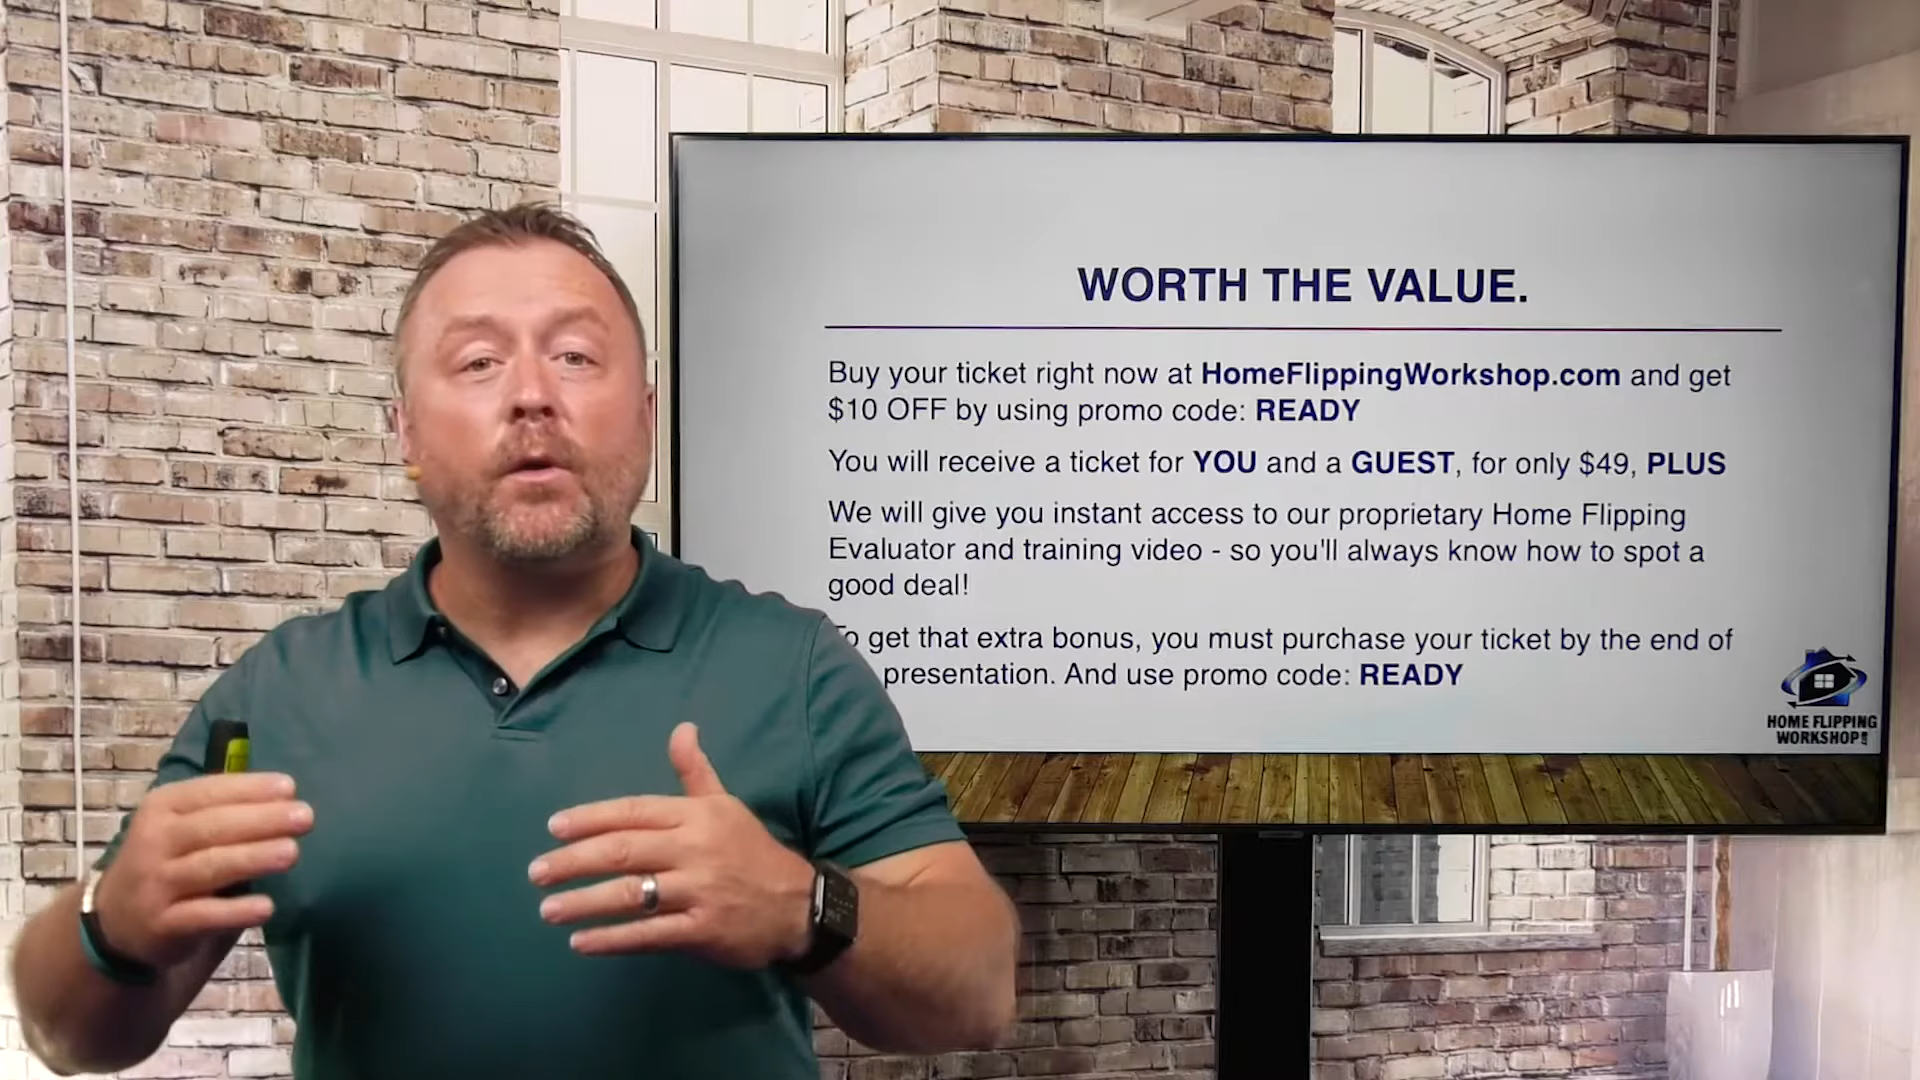 WORTH THE VALUE.
Buy your ticket right now at HomeFlippingWorkshop.com and get
$10 OFF by using promo code: READY
You will receive a ticket for YOU and a GUEST, for only $49, PLUS
We will give you instant access to our proprietary Home Flipping
Evaluator and training video - so you'll always know how to spot a
good deal!
To get that extra bonus, you must purchase your ticket by the end of
presentation. And use promo code: READY
HOME FLIPPING
WORKSHOP